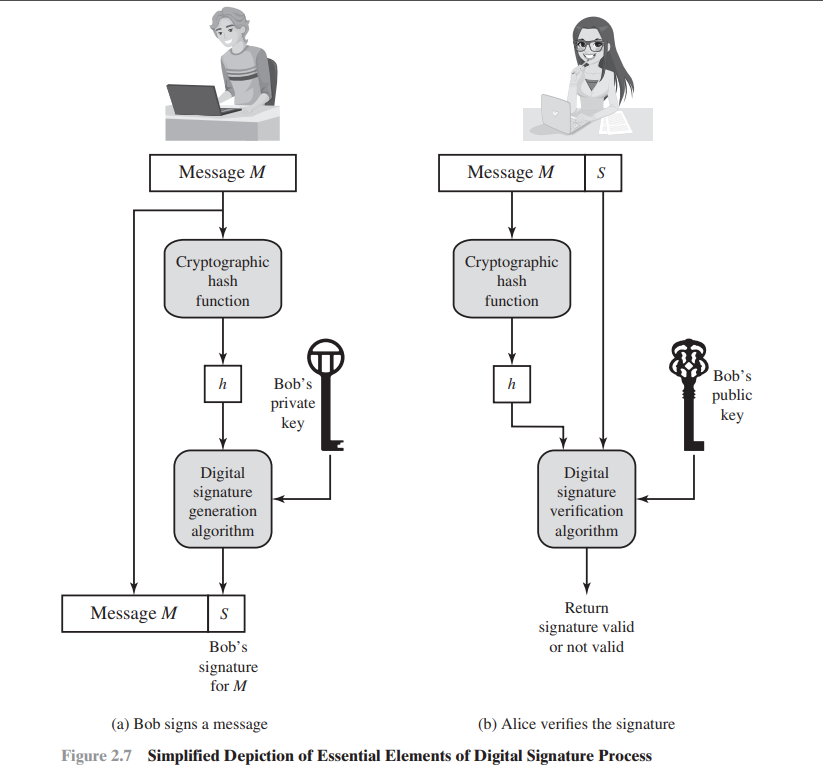 Message M
Cryptographic
hash
function
h
Bob's
private
key
Digital
signature
generation
algorithm
Message M
S
Bob's
signature
for M
(a) Bob signs a message
Message M
S
Cryptographic
hash
function
h
Bob's
public
key
Digital
signature
verification
algorithm
Return
signature valid
or not valid
(b) Alice verifies the signature
Figure 2.7 Simplified Depiction of Essential Elements of Digital Signature Process